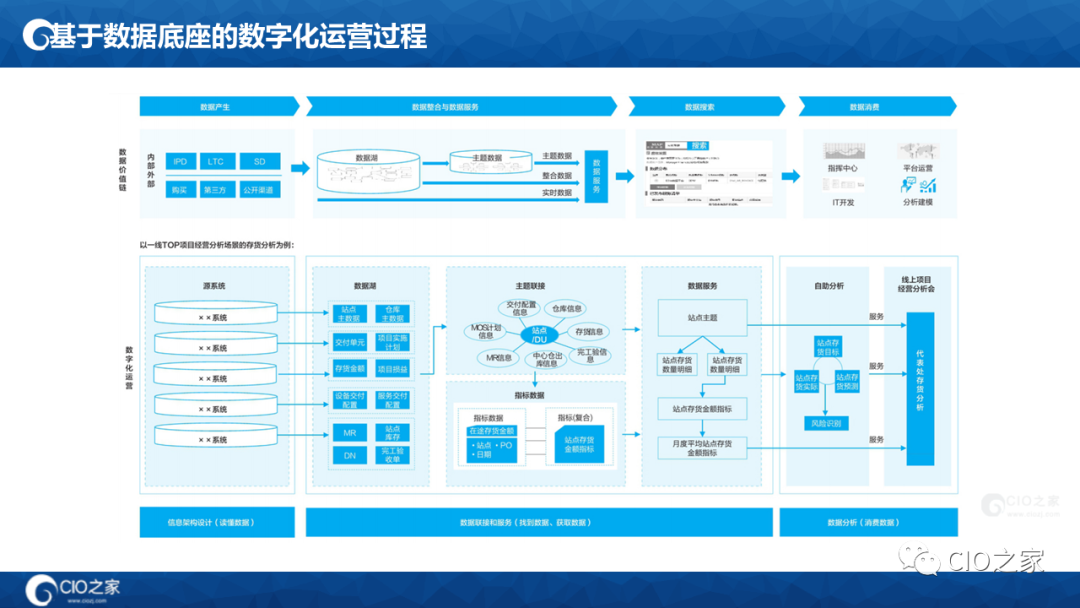 基于数据底座的数字化运营过程
数据产生
数据整合与数据服务
数据搜索
数据消费
数据价值链
内部外部
IPD
LTC
SD
购买
第三方
公开渠道
数据湖
主题数据
主题数据
整合数据
实时数据
数据服务
搜索
指挥中心
平台运营
IT开发
分析建模
以一线TOP项目经营分析场景的存货分析为例：
数字化运营
源系统
××系统
××系统
××系统
××系统
××系统
数据湖
站点
主数据
仓库
主数据
交付单元
项目实施
计划
存货金额
项目损益
设备交付
配置
服务交付
配置
MR
站点
库存
DN
完工验
收单
主题联接
交付配置
信息
仓库信息
MOS计划
信息
站点
/DU
存货信息
MR信息
中心仓出
库信息
完工验信
息
指标数据
指标数据
在途存货金额
·站点 ·PO
·日期
指标(复合)
站点存货
金额指标
数据服务
站点主题
站点存货
数量明细
站点存货
数量明细
站点存货金额指标
月度平均站点存货
金额指标
自助分析
站点存
货目标
站点存
货实际
站点存
货预测
风险识别
服务
服务
服务
线上项目
经营分析会
代表处存货分析
信息架构设计（读懂数据）
数据联接和服务（找到数据、获取数据）
数据分析（消费数据）
CIO之家
www.ciozj.com
CIO之家
CIO之家
www.ciozj.com